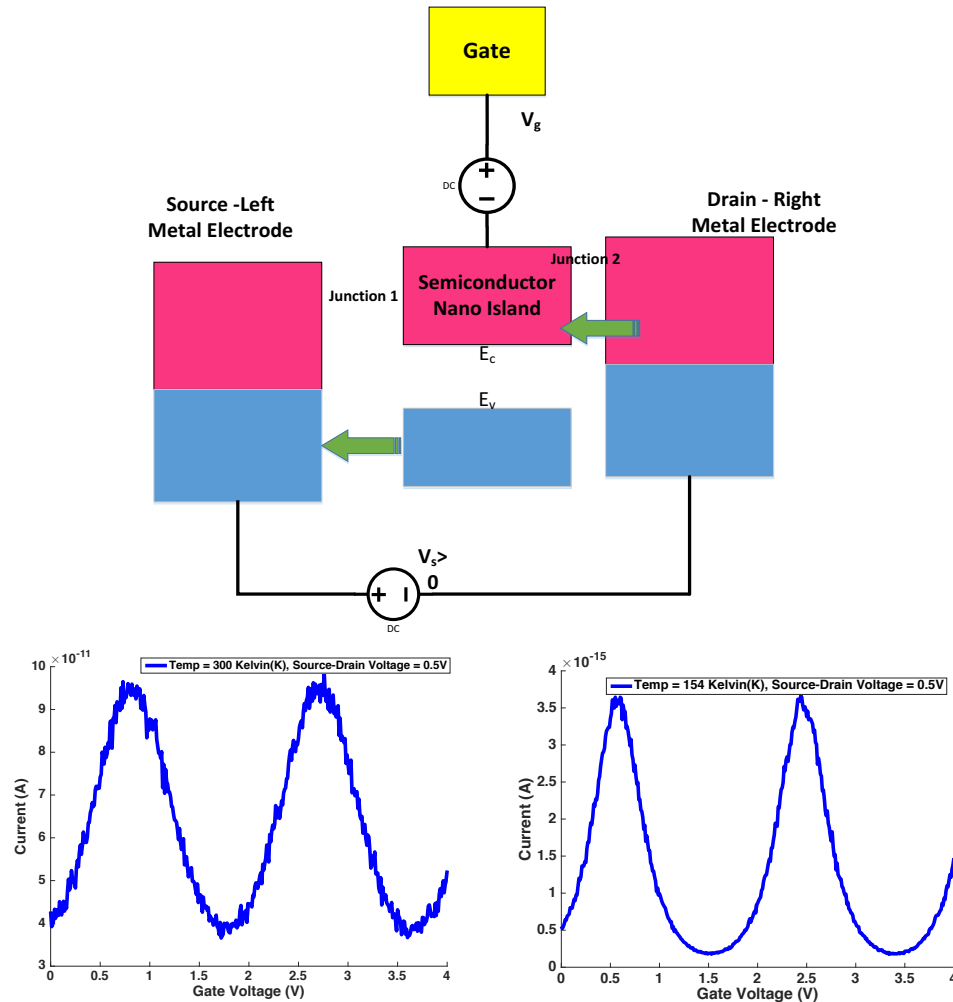 Gate
V_g
+
DC
−
Source -Left
Metal Electrode
Drain - Right
Metal Electrode
Junction 1
Semiconductor
Nano Island
Junction 2
E_c
E_v
V_s>
0
+
DC
10 × 10^-11
Temp = 300 Kelvin(K), Source-Drain Voltage = 0.5V
9
8
7
6
5
4
3
Current (A)
0 0.5 1 1.5 2 2.5 3 3.5 4
Gate Voltage (V)
4 × 10^-15
Temp = 154 Kelvin(K), Source-Drain Voltage = 0.5V
3.5
3
2.5
2
1.5
1
0.5
0
Current (A)
0 0.5 1 1.5 2 2.5 3 3.5 4
Gate Voltage (V)